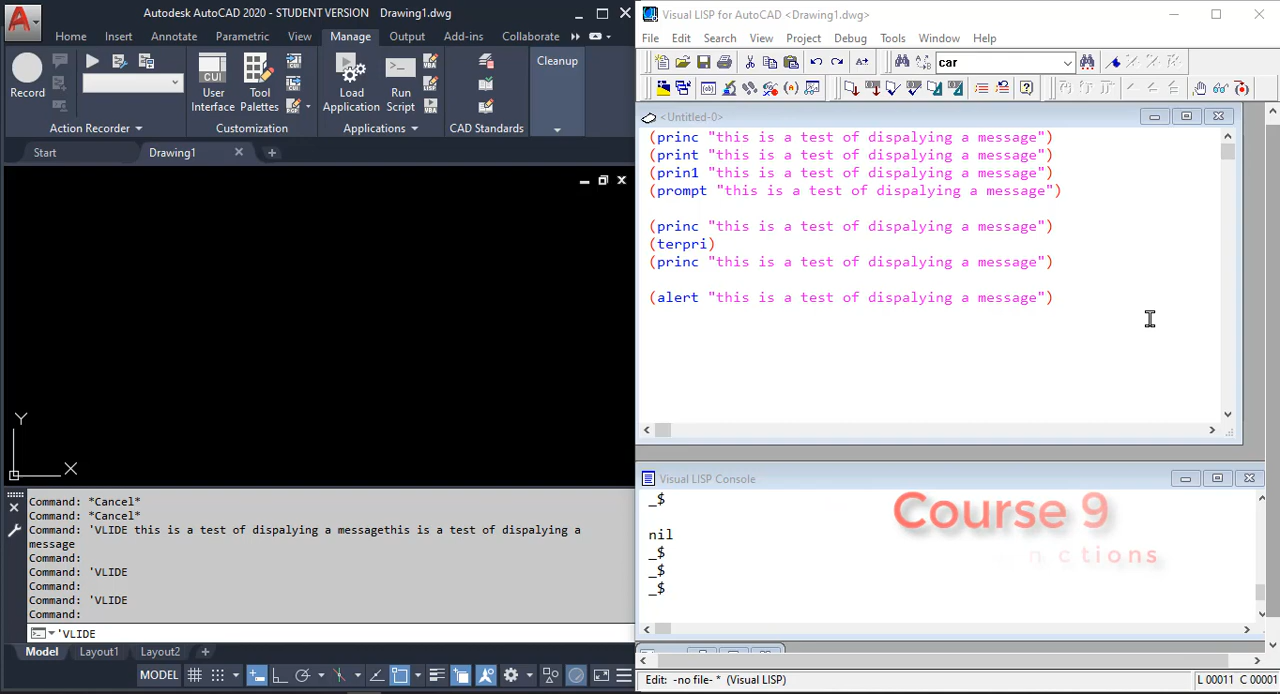 Autodesk AutoCAD 2020 - STUDENT VERSION Drawing1.dwg
Home Insert Annotate Parametric View Manage Output Add-ins Collaborate
Record
CUI
User Interface
Tool Palettes
Load Application
Run Script
Cleanup
Action Recorder
Customization
Applications
CAD Standards
Start Drawing1
Y
X
Command: *Cancel*
Command: *Cancel*
Command: 'VLIDE this is a test of dispalying a messagethis is a test of dispalying a
message
Command:
Command: 'VLIDE
Command:
Command: 'VLIDE
Command:
'VLIDE
Model Layout1 Layout2
MODEL
Visual LISP for AutoCAD <Drawing1.dwg>
File Edit Search View Project Debug Tools Window Help
car
<Untitled-0>
(princ "this is a test of dispalying a message")
(print "this is a test of dispalying a message")
(prin1 "this is a test of dispalying a message")
(prompt "this is a test of dispalying a message")
(princ "this is a test of dispalying a message")
(terpri)
(princ "this is a test of dispalying a message")
(alert "this is a test of dispalying a message")
Visual LISP Console
_$
nil
_$
_$
_$
Course 9
nctions
Edit: -no file- * (Visual LISP)
L 00011 C 00001